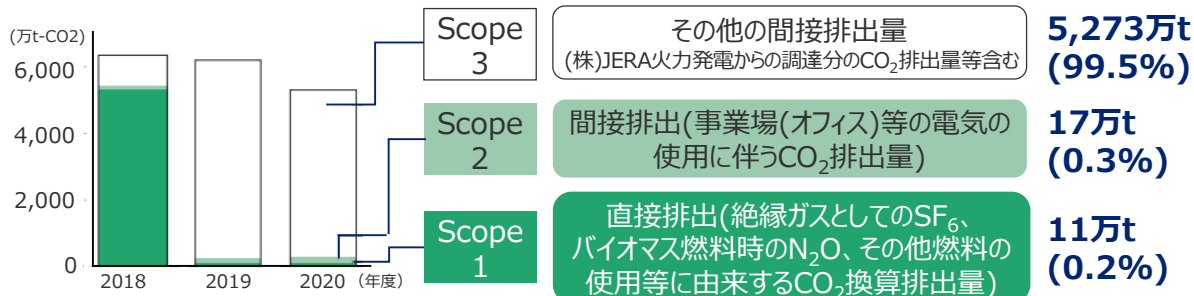 (万t-CO2)
6,000
4,000
2,000
0
2018
2019
2020
(年度)
Scope
3
その他の間接排出量
(株)JERA火力発電からの調達分のCO₂排出量等含む
5,273万t
(99.5%)
Scope
2
間接排出(事業場(オフィス)等の電気の
使用に伴うCO₂排出量)
17万t
(0.3%)
Scope
1
直接排出(絶縁ガスとしてのSF₆、
バイオマス燃料時のN₂O、その他燃料の
使用等に由来するCO₂換算排出量)
11万t
(0.2%)